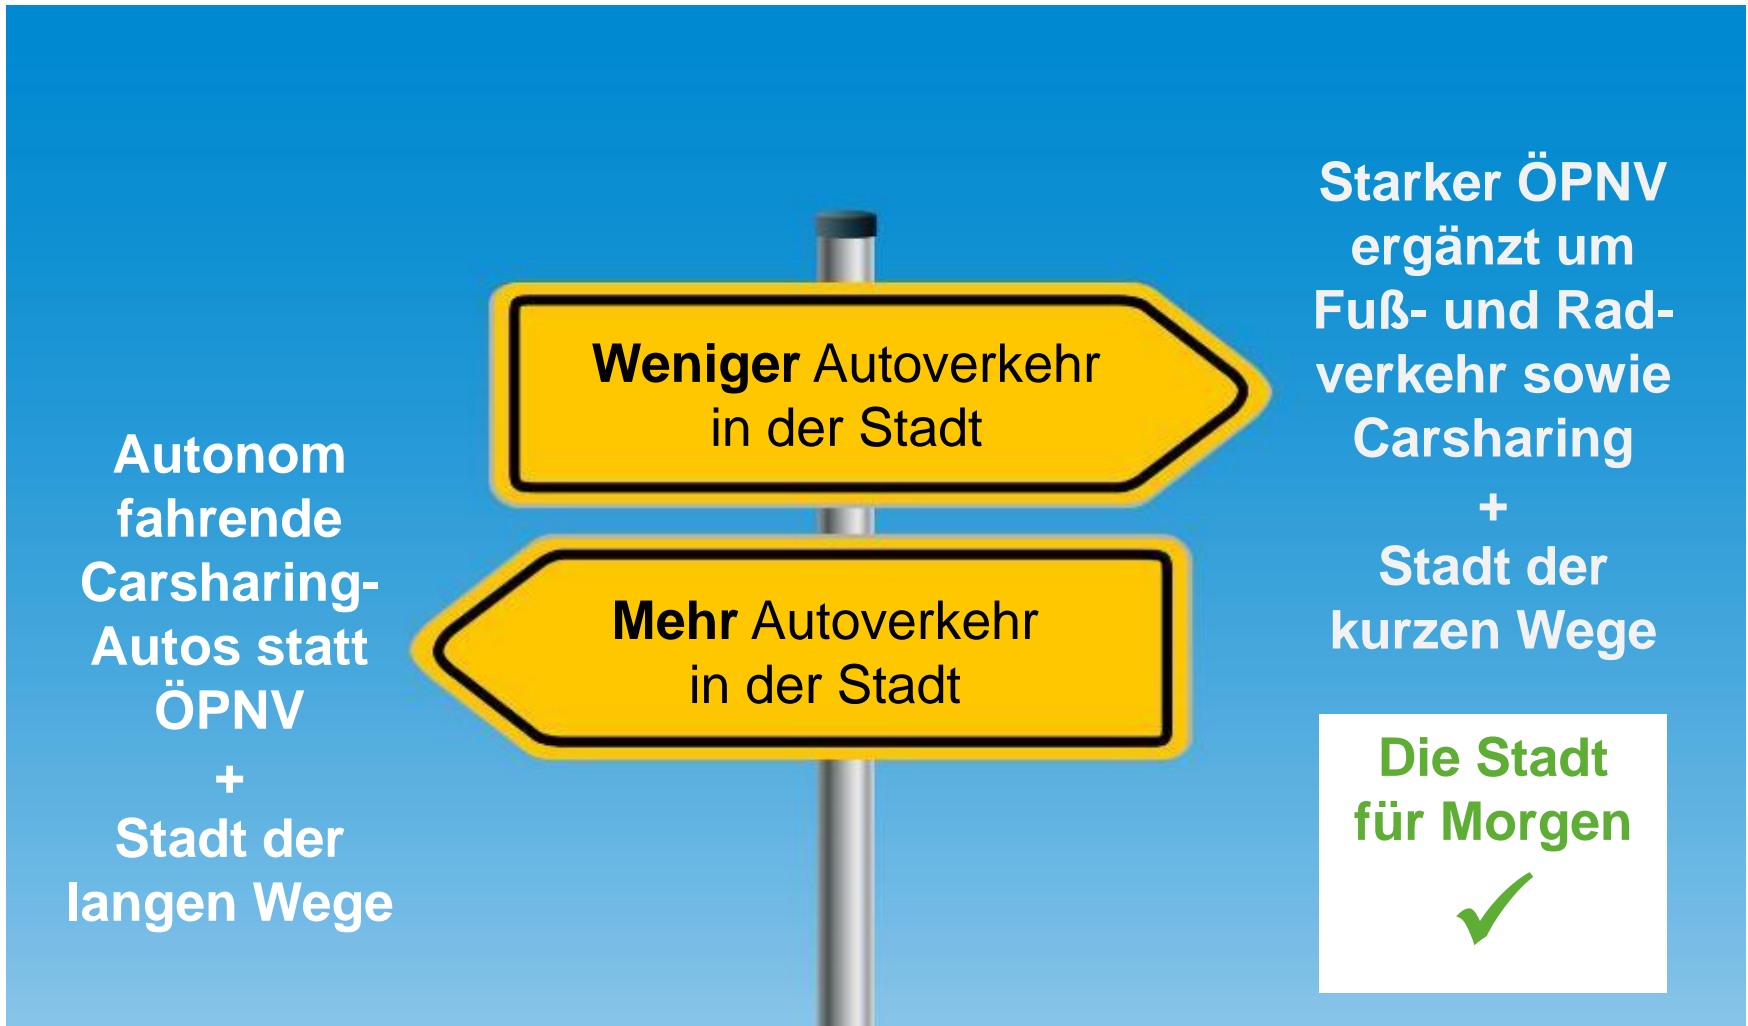 Autonom
fahrende
Carsharing-
Autos statt
ÖPNV
+
Stadt der
langen Wege
Weniger Autoverkehr
in der Stadt
Mehr Autoverkehr
in der Stadt
Starker ÖPNV
ergänzt um
Fuß- und Rad-
verkehr sowie
Carsharing
+
Stadt der
kurzen Wege
Die Stadt
für Morgen
✓